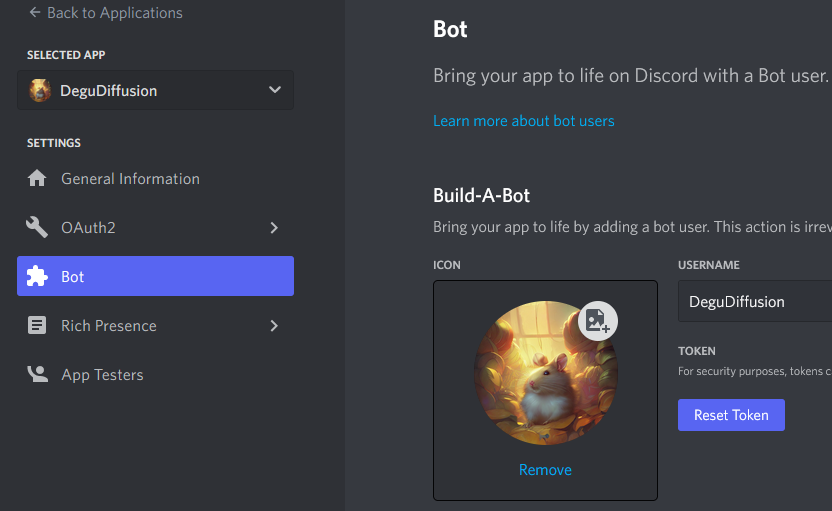 Back to Applications
SELECTED APP
DeguDiffusion
SETTINGS
General Information
OAuth2
Bot
Rich Presence
App Testers
Bot
Bring your app to life on Discord with a Bot user.
Learn more about bot users
Build-A-Bot
Bring your app to life by adding a bot user. This action is irrev
ICON
Remove
USERNAME
DeguDiffusion
TOKEN
For security purposes, tokens c
Reset Token